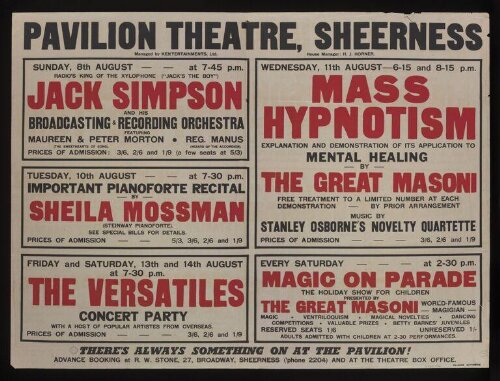 PAVILION THEATRE, SHEERNESS
Managed by KENTERTAINMENTS, Ltd.
House Manager: H. J. HORNER.
SUNDAY, 8th AUGUST — — at 7-45 p.m.
RADIO'S KING OF THE XYLOPHONE ("JACK'S THE BOY")
JACK SIMPSON
AND HIS
BROADCASTING & RECORDING ORCHESTRA
FEATURING
MAUREEN & PETER MORTON • REG. MANUS
(THE SWEETHEARTS OF SONG) (WIZARD OF THE ACCORDION)
PRICES OF ADMISSION: 3/6, 2/6 and 1/9 (a few seats at 5/3)
TUESDAY, 10th AUGUST — at 7-30 p.m.
IMPORTANT PIANOFORTE RECITAL
— BY —
SHEILA MOSSMAN
(STEINWAY PIANOFORTE).
SEE SPECIAL BILLS FOR DETAILS.
PRICES OF ADMISSION — — 5/3, 3/6, 2/6 and 1/9
FRIDAY and SATURDAY, 13th and 14th AUGUST
at 7-30 p.m.
THE VERSATILES
CONCERT PARTY
WITH A HOST OF POPULAR ARTISTES FROM OVERSEAS.
PRICES OF ADMISSION — — 3/6, 2/6 and 1/9
WEDNESDAY, 11th AUGUST—6-15 and 8-15 p.m.
MASS
HYPNOTISM
EXPLANATION AND DEMONSTRATION OF ITS APPLICATION TO
MENTAL HEALING
— BY —
THE GREAT MASONI
FREE TREATMENT TO A LIMITED NUMBER AT EACH
DEMONSTRATION — BY PRIOR ARRANGEMENT
MUSIC BY
STANLEY OSBORNE'S NOVELTY QUARTETTE
PRICES OF ADMISSION — — 3/6, 2/6 and 1/9
EVERY SATURDAY — — at 2-30 p.m.
MAGIC ON PARADE
THE HOLIDAY SHOW FOR CHILDREN
PRESENTED BY
THE GREAT MASONI WORLD-FAMOUS
— MAGICIAN —
MAGIC • VENTRILOQUISM • MAGICAL NOVELTIES • DANCING
COMPETITIONS • VALUABLE PRIZES • BETTY BARNES' JUVENILES
RESERVED SEATS 1/6 UNRESERVED 1/-
ADULTS ADMITTED WITH CHILDREN AT 2-30 PERFORMANCES.
THERE'S ALWAYS SOMETHING ON AT THE PAVILION!
ADVANCE BOOKING at R. W. STONE, 27, BROADWAY, SHEERNESS ('phone 2204) AND AT THE THEATRE BOX OFFICE.